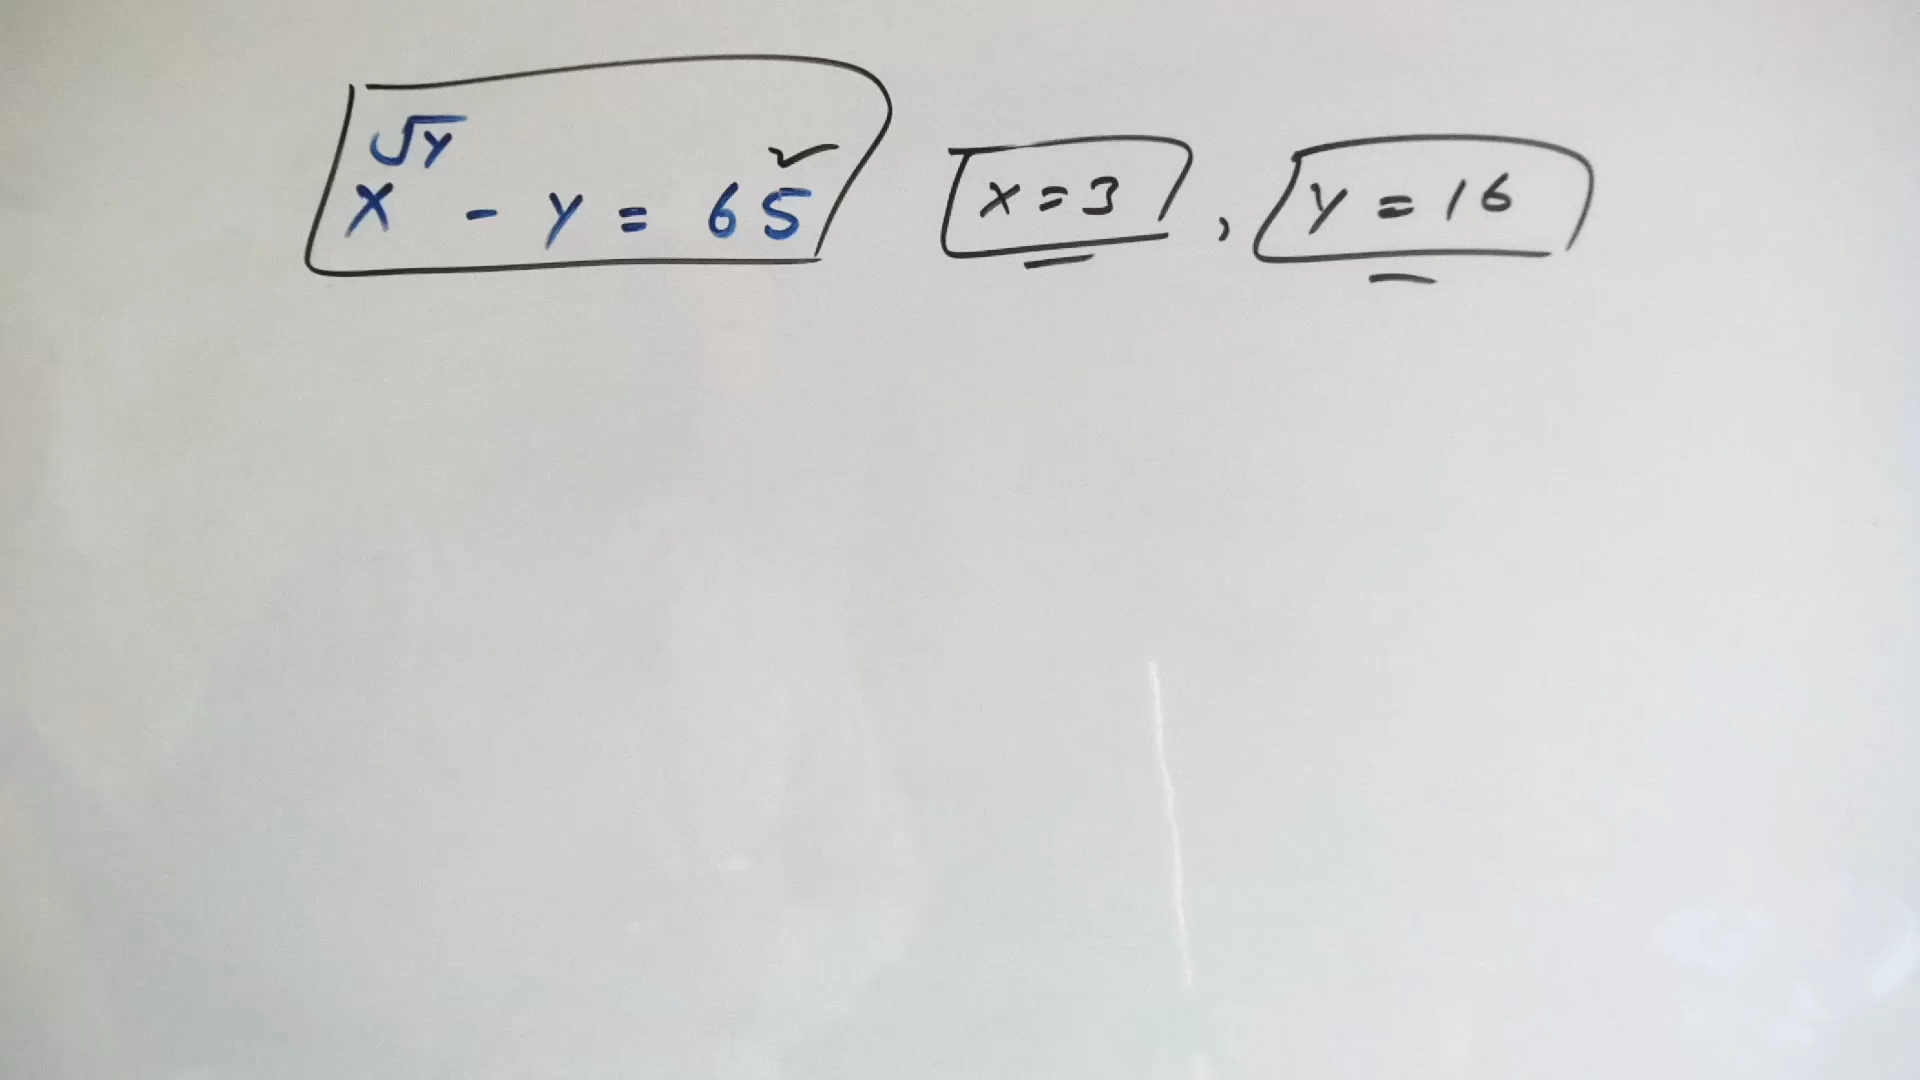 x^√y - y = 65 ✓ x = 3 , y = 16